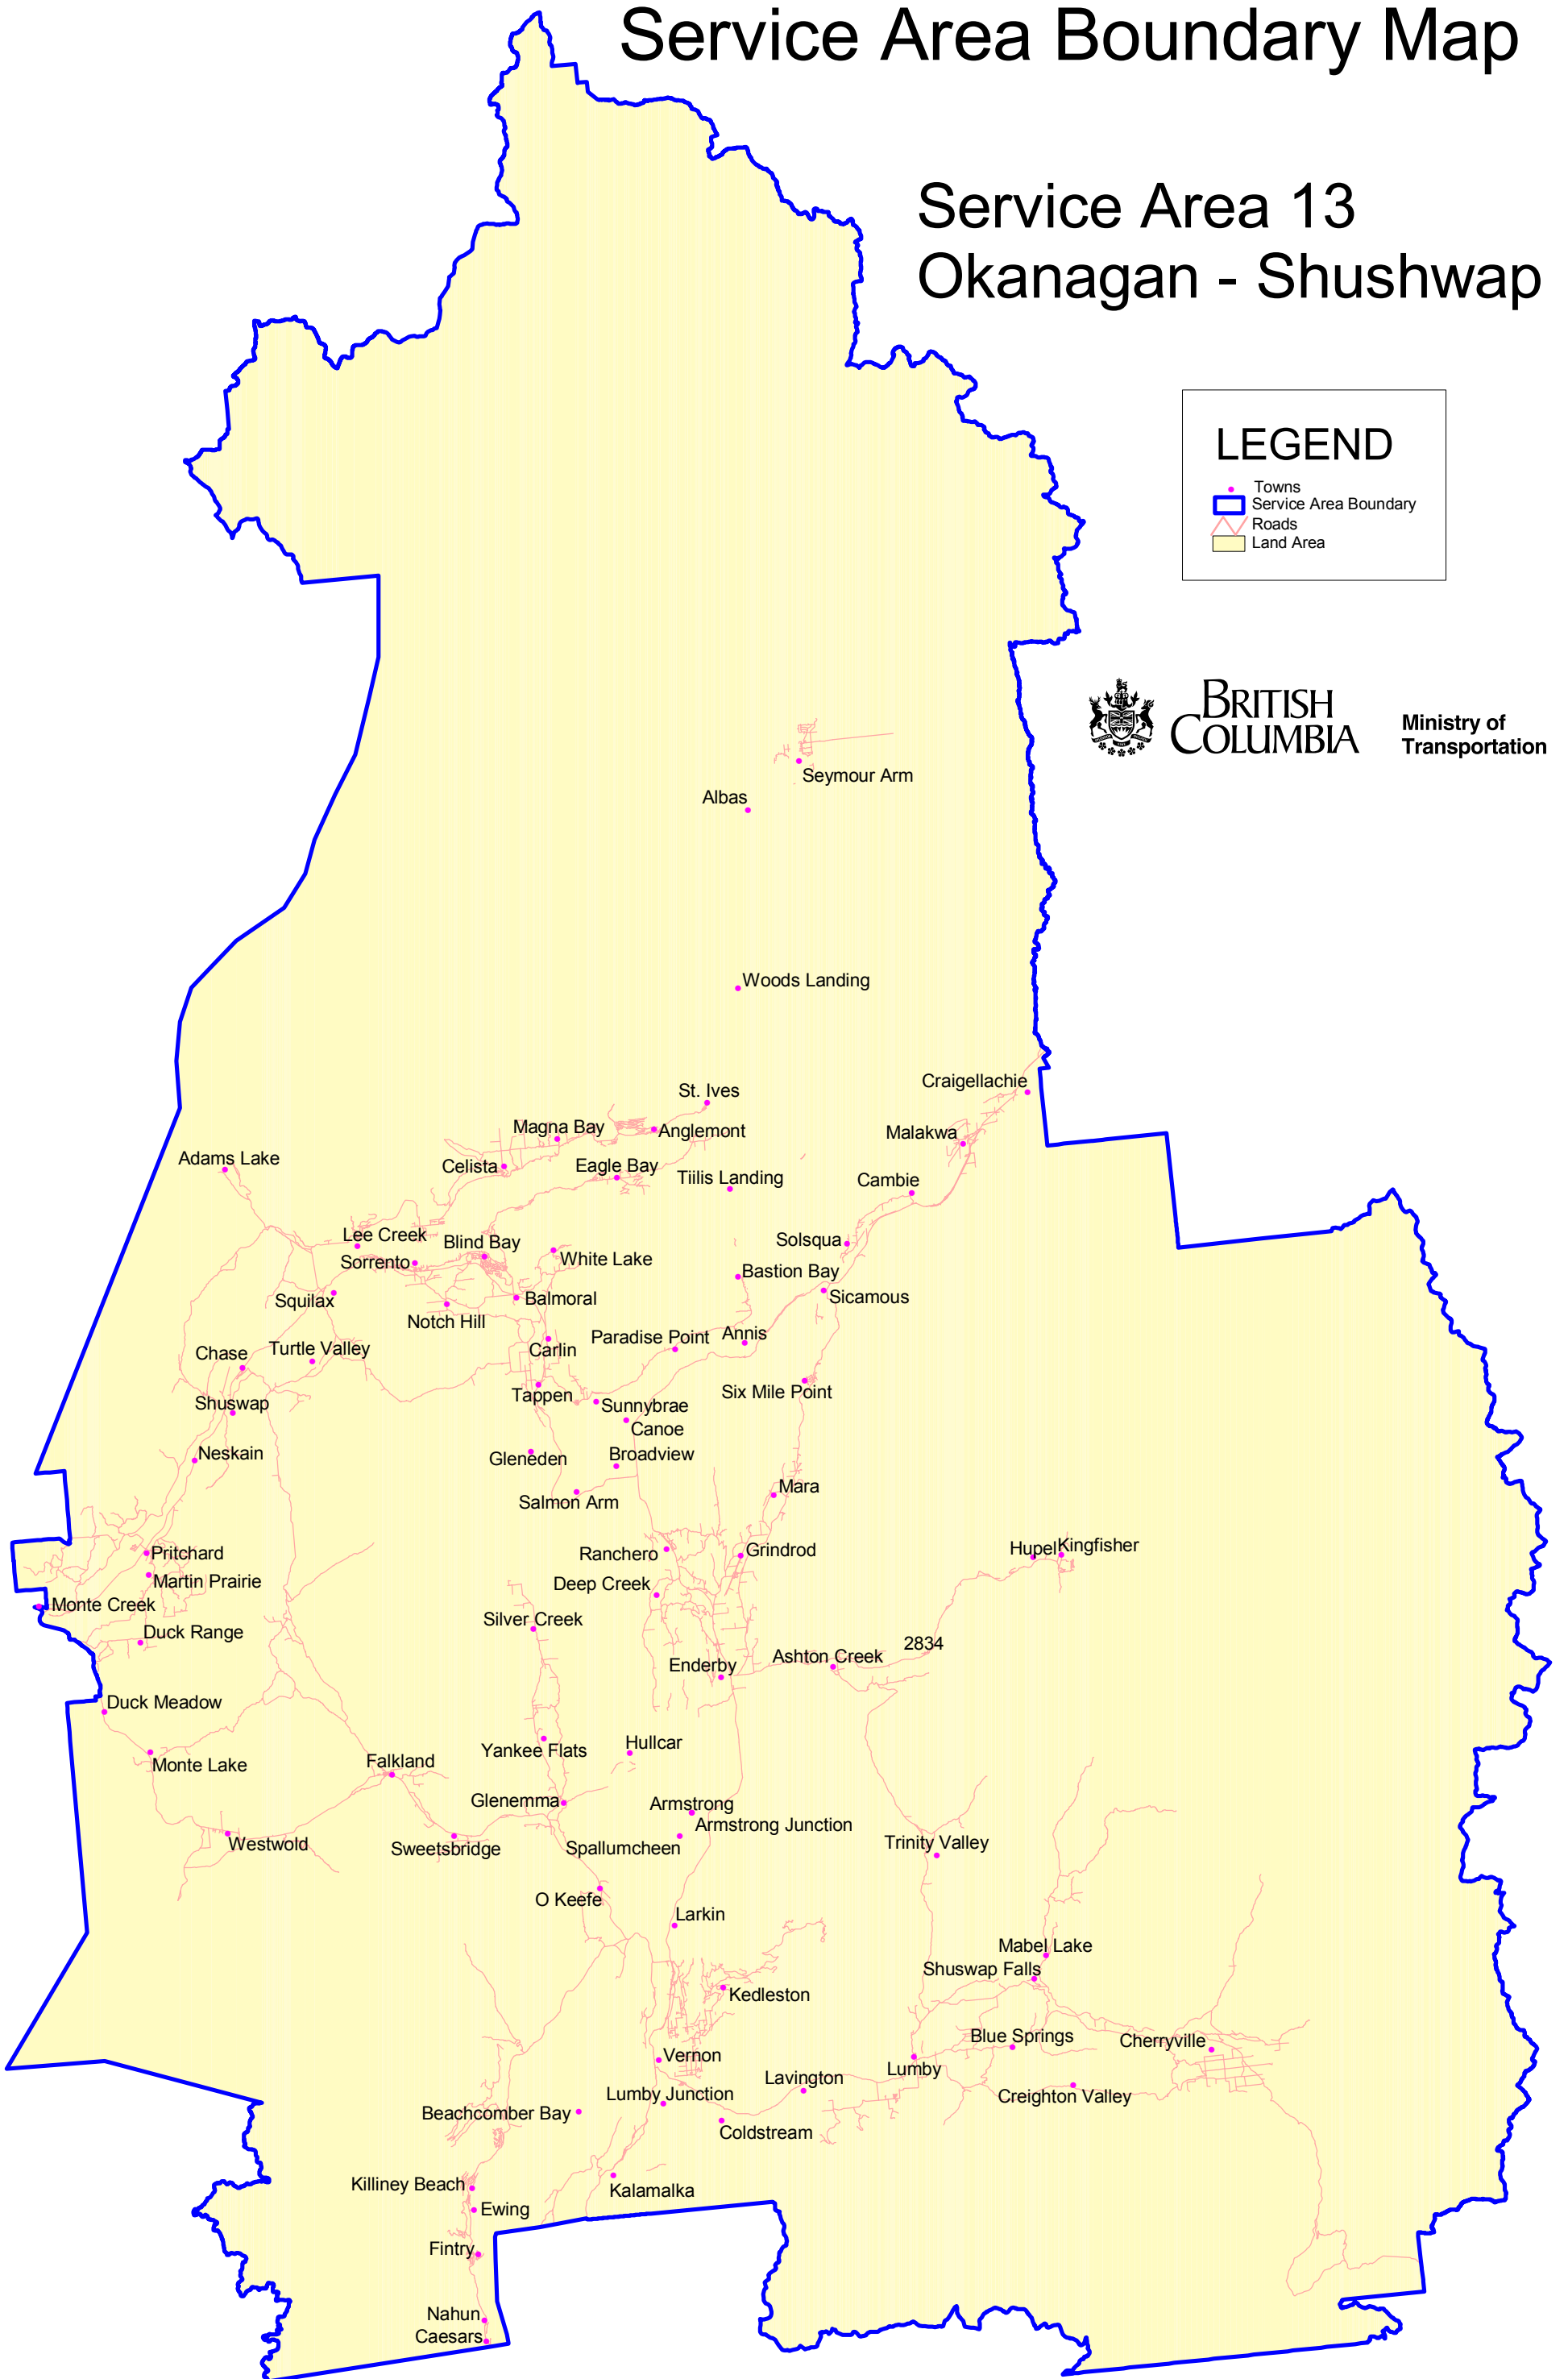 Service Area Boundary Map
Service Area 13
Okanagan - Shushwap
LEGEND
Towns
Service Area Boundary
Roads
Land Area
BRITISH
COLUMBIA
Ministry of
Transportation
Seymour Arm
Albas
Woods Landing
Craigellachie
St. Ives
Magna Bay
Anglemont
Malakwa
Adams Lake
Celista
Eagle Bay
Tiilis Landing
Cambie
Lee Creek
Blind Bay
Solsqua
Sorrento
White Lake
Bastion Bay
Squilax
Balmoral
Sicamous
Notch Hill
Paradise Point
Annis
Chase
Turtle Valley
Carlin
Tappen
Six Mile Point
Shuswap
Sunnybrae
Canoe
Neskain
Gleneden
Broadview
Mara
Salmon Arm
Pritchard
Ranchero
Grindrod
Hupel
Kingfisher
Martin Prairie
Deep Creek
Monte Creek
Silver Creek
Duck Range
2834
Enderby
Ashton Creek
Duck Meadow
Yankee Flats
Hullcar
Monte Lake
Falkland
Glenemma
Armstrong
Armstrong Junction
Westwold
Sweetsbridge
Spallumcheen
Trinity Valley
O Keefe
Larkin
Mabel Lake
Shuswap Falls
Kedleston
Blue Springs
Cherryville
Vernon
Lumby
Lavington
Lumby Junction
Creighton Valley
Beachcomber Bay
Coldstream
Killiney Beach
Kalamalka
Ewing
Fintry
Nahun
Caesars